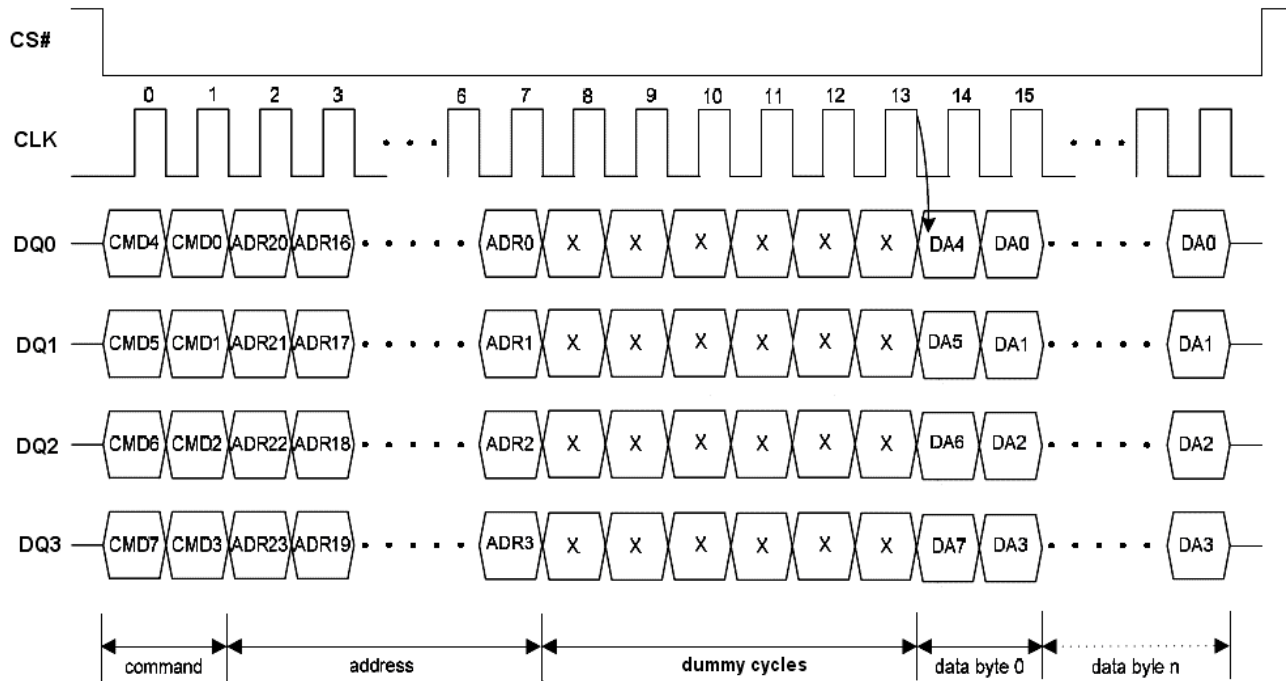 CS#
0 1 2 3 6 7 8 9 10 11 12 13 14 15
CLK
DQ0 CMD4 CMD0 ADR20 ADR16 ADR0 X X X X X X DA4 DA0 DA0
DQ1 CMD5 CMD1 ADR21 ADR17 ADR1 X X X X X X DA5 DA1 DA1
DQ2 CMD6 CMD2 ADR22 ADR18 ADR2 X X X X X X DA6 DA2 DA2
DQ3 CMD7 CMD3 ADR23 ADR19 ADR3 X X X X X X DA7 DA3 DA3
command address dummy cycles data byte 0 data byte n